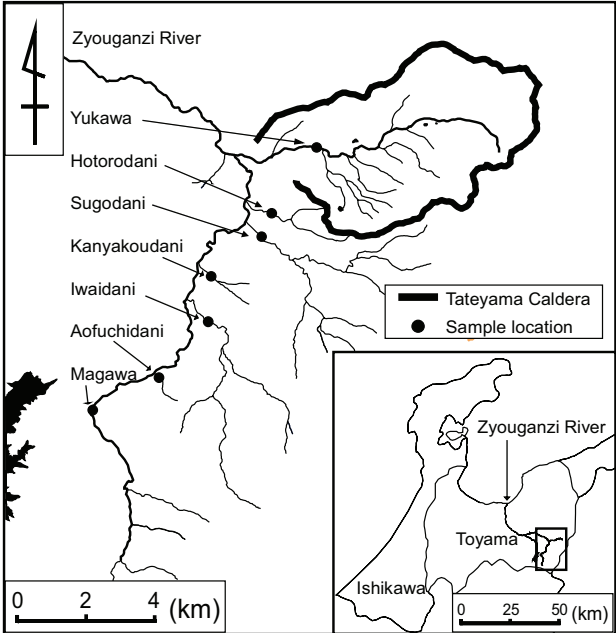 Zyouganzi River
Yukawa
Hotorodani
Sugodani
Kanyakoudani
Iwaidani
Aofuchidani
Magawa
Tateyama Caldera
Sample location
Zyouganzi River
Toyama
Ishikawa
0 2 4 (km)
0 25 50 (km)